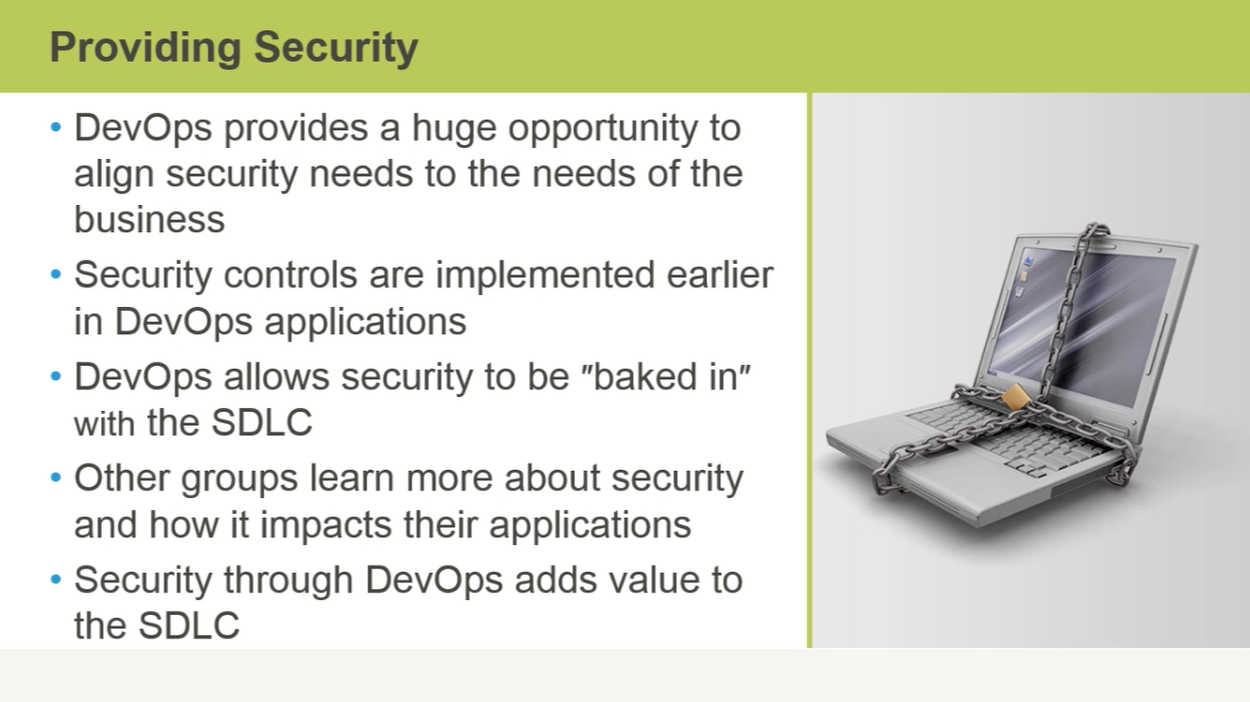 Providing Security
• DevOps provides a huge opportunity to
align security needs to the needs of the
business
• Security controls are implemented earlier
in DevOps applications
• DevOps allows security to be "baked in"
with the SDLC
• Other groups learn more about security
and how it impacts their applications
• Security through DevOps adds value to
the SDLC